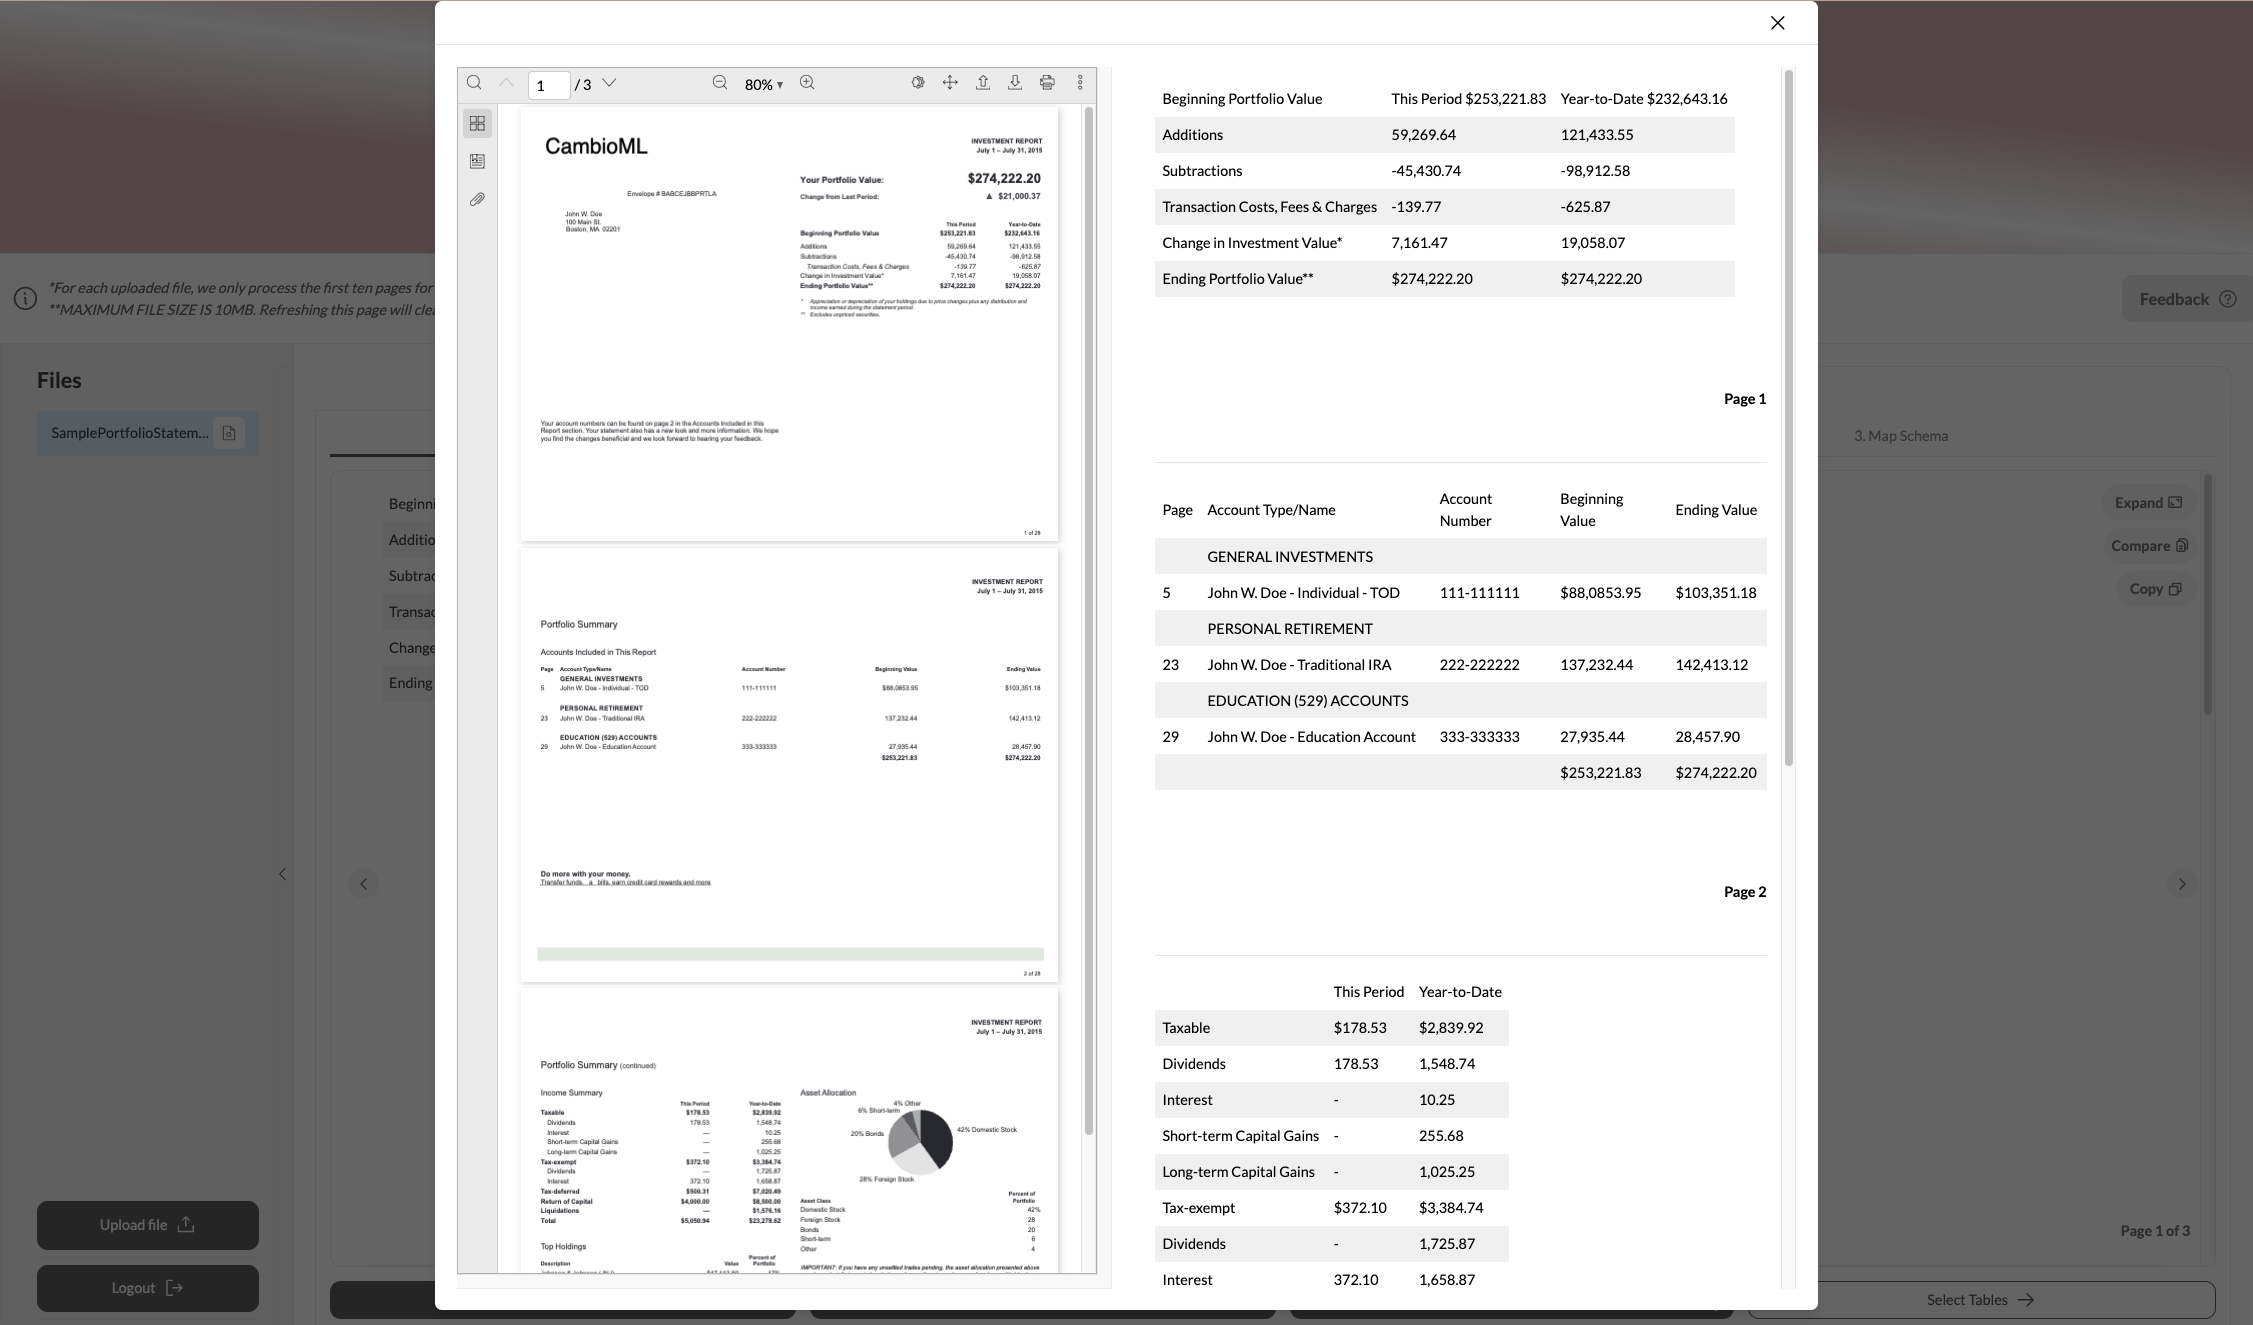 1 / 3
80%
CambioML
INVESTMENT REPORT
July 1 – July 31, 2015
Your Portfolio Value: $274,222.20
Change from Last Period: ▲ $21,000.37
Envelope # BABCEJBBPRTLA
John W. Doe
100 Main St.
Boston, MA 02201
This Period Year-to-Date
Beginning Portfolio Value $253,221.83 $232,643.16
Additions 59,269.64 121,433.55
Subtractions -45,430.74 -98,912.58
Transaction Costs, Fees & Charges -139.77 -625.87
Change in Investment Value* 7,161.47 19,058.07
Ending Portfolio Value** $274,222.20 $274,222.20
* Appreciation or depreciation of your holdings due to price changes plus any distribution and
income earned during the statement period.
** Excludes unpriced securities.
Your account numbers can be found on page 2 in the Accounts Included in this
Report section. Your statement also has a new look and more information. We hope
you find the changes beneficial and we look forward to hearing your feedback.
1 of 28
INVESTMENT REPORT
July 1 – July 31, 2015
Portfolio Summary
Accounts Included in This Report
Page Account Type/Name Account Number Beginning Value Ending Value
GENERAL INVESTMENTS
5 John W. Doe - Individual - TOD 111-111111 $88,0853.95 $103,351.18
PERSONAL RETIREMENT
23 John W. Doe - Traditional IRA 222-222222 137,232.44 142,413.12
EDUCATION (529) ACCOUNTS
29 John W. Doe - Education Account 333-333333 27,935.44 28,457.90
$253,221.83 $274,222.20
Do more with your money.
Transfer funds, a bills, earn credit card rewards and more
2 of 28
INVESTMENT REPORT
July 1 – July 31, 2015
Portfolio Summary (continued)
Income Summary
This Period Year-to-Date
Taxable $178.53 $2,839.92
Dividends 178.53 1,548.74
Interest — 10.25
Short-term Capital Gains — 255.68
Long-term Capital Gains — 1,025.25
Tax-exempt $372.10 $3,384.74
Dividends — 1,725.87
Interest 372.10 1,658.87
Tax-deferred $500.31 $7,020.49
Return of Capital $4,000.00 $8,500.00
Liquidations — $1,576.16
Total $5,050.94 $23,278.62
Top Holdings
Description Value Percent of
Portfolio
Asset Allocation
4% Other
6% Short-term
20% Bonds
42% Domestic Stock
28% Foreign Stock
Asset Class Percent of
Portfolio
Domestic Stock 42%
Foreign Stock 28
Bonds 20
Short-term 6
Other 4
IMPORTANT: If you have any unsettled trades pending, the asset allocation presented above
Beginning Portfolio Value This Period $253,221.83 Year-to-Date $232,643.16
Additions 59,269.64 121,433.55
Subtractions -45,430.74 -98,912.58
Transaction Costs, Fees & Charges -139.77 -625.87
Change in Investment Value* 7,161.47 19,058.07
Ending Portfolio Value** $274,222.20 $274,222.20
Page 1
Page Account Type/Name Account Number Beginning Value Ending Value
GENERAL INVESTMENTS
5 John W. Doe - Individual - TOD 111-111111 $88,0853.95 $103,351.18
PERSONAL RETIREMENT
23 John W. Doe - Traditional IRA 222-222222 137,232.44 142,413.12
EDUCATION (529) ACCOUNTS
29 John W. Doe - Education Account 333-333333 27,935.44 28,457.90
$253,221.83 $274,222.20
Page 2
This Period Year-to-Date
Taxable $178.53 $2,839.92
Dividends 178.53 1,548.74
Interest - 10.25
Short-term Capital Gains - 255.68
Long-term Capital Gains - 1,025.25
Tax-exempt $372.10 $3,384.74
Dividends - 1,725.87
Interest 372.10 1,658.87
*For each uploaded file, we only process the first ten pages for
**MAXIMUM FILE SIZE IS 10MB. Refreshing this page will clea
Feedback
Files
SamplePortfolioStatem...
3. Map Schema
Beginni
Additio
Subtrac
Transac
Change
Ending
Expand
Compare
Copy
Page 1 of 3
Upload file
Logout
Select Tables